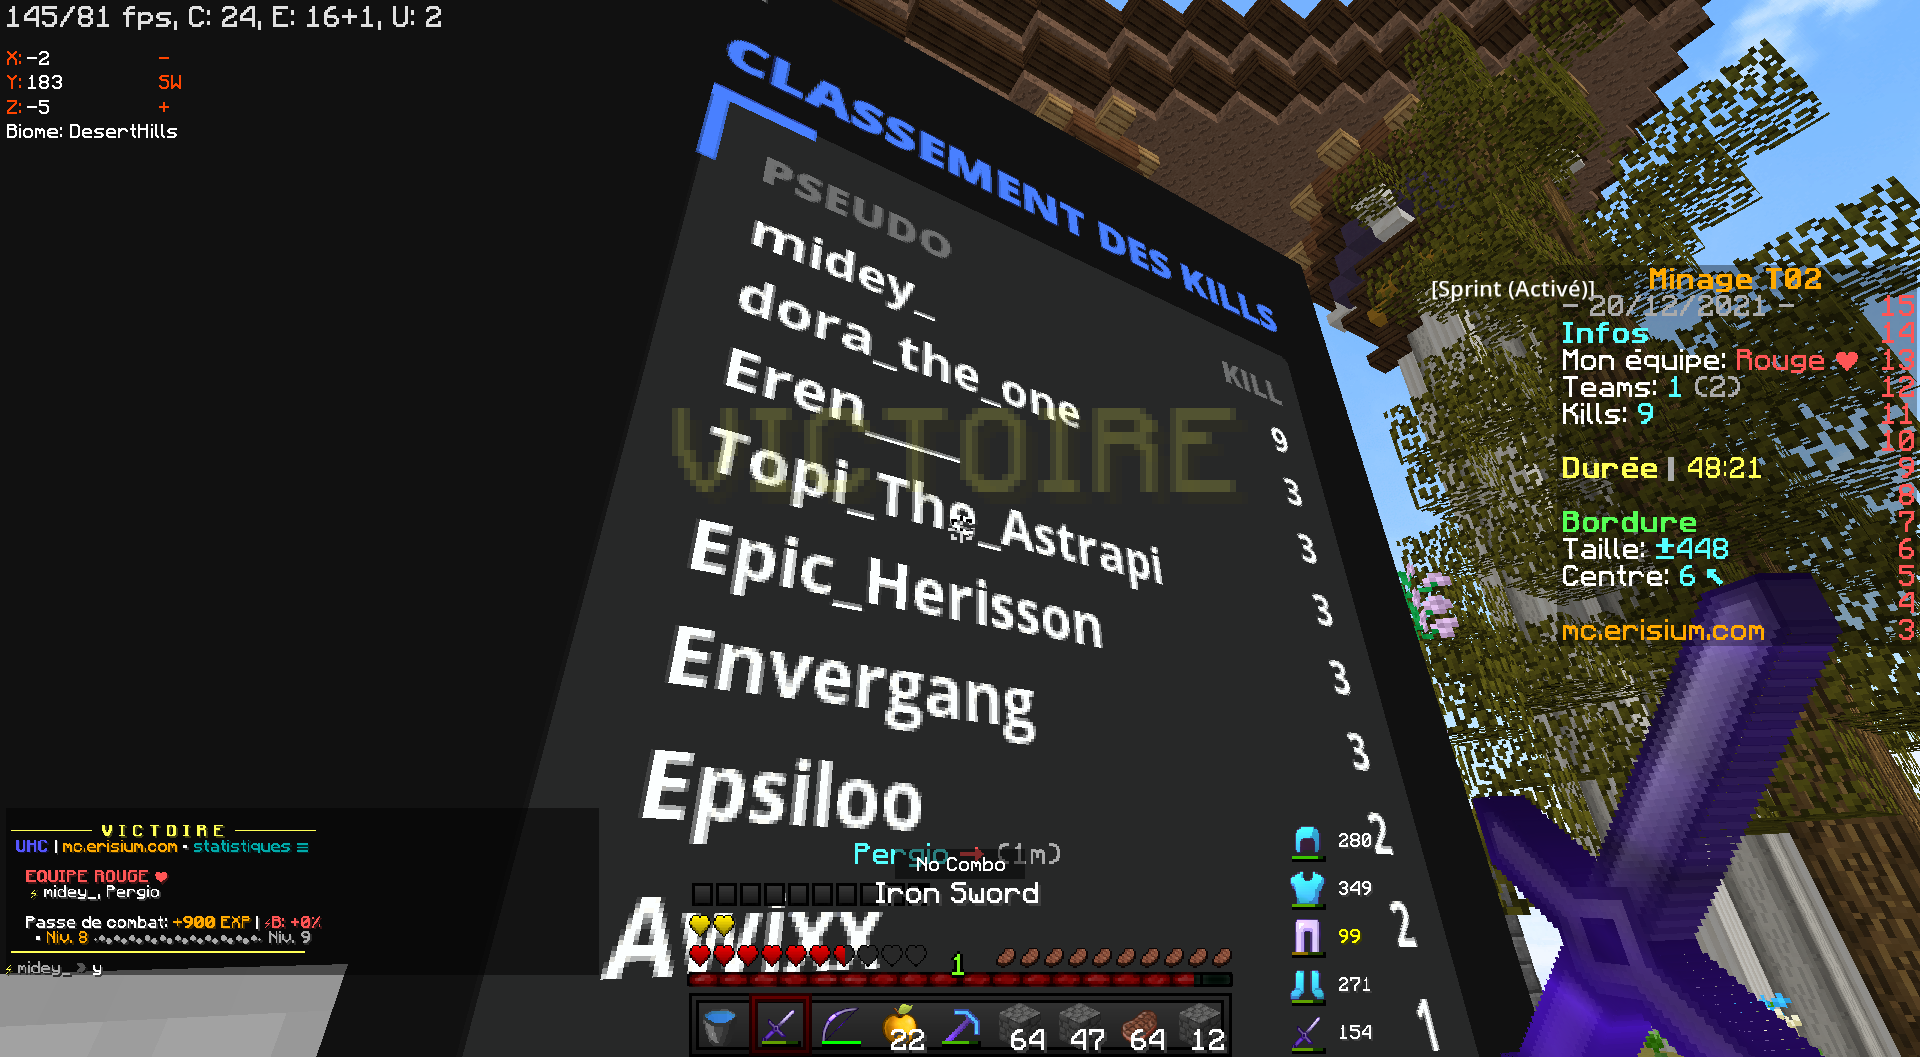 145/81 fps, C: 24, E: 16+1, U: 2
X: -2 -
Y: 183 SW
Z: -5 +
Biome: DesertHills
CLASSEMENT DES KILLS
PSEUDO KILL
midey_ 9
dora_the_one 3
Eren____ 3
Topi_The_Astrapi 3
Epic_Herisson 3
Envergang 3
Epsiloo 2
Awixx 2
1
VICTOIRE
[Sprint (Activé)]
Minage T02
- 20/12/2021 - 15
Infos 14
Mon équipe: Rouge ❤ 13
Teams: 1 (2) 12
Kills: 9 11
10
Durée | 48:21 9
8
Bordure 7
Taille: ±448 6
Centre: 6 ↖ 5
4
mc.erisium.com 3
VICTOIRE
UHC | mc.erisium.com • statistiques ≡
EQUIPE ROUGE ❤
⚡ midey_, Pergio
Passe de combat: +900 EXP | ⚡B: +0%
• Niv. 8 Niv. 9
⚡ midey_ » y
Pergio → (1m)
No Combo
Iron Sword
1
280
349
99
271
154
22 64 47 64 12